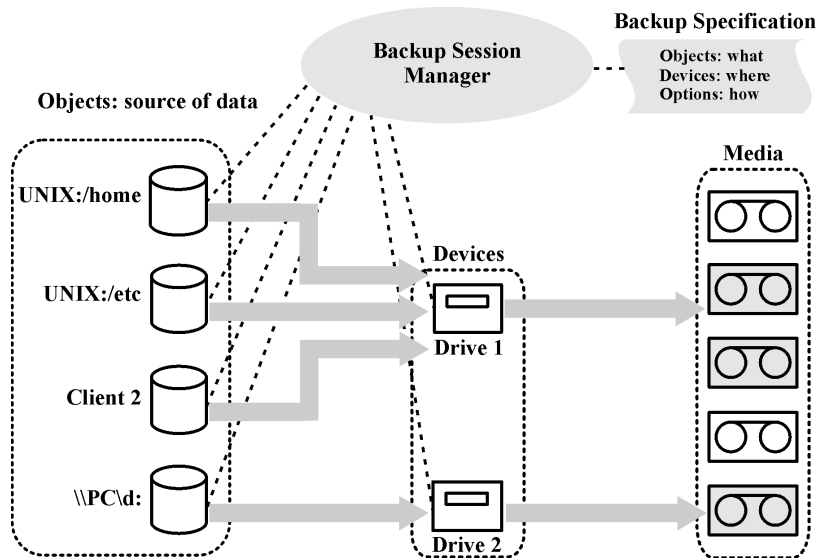 Backup Specification
Backup Session
Manager
Objects: what
Devices: where
Options: how
Objects: source of data
Media
UNIX:/home
Devices
UNIX:/etc
Drive 1
Client 2
\\PC\d:
Drive 2